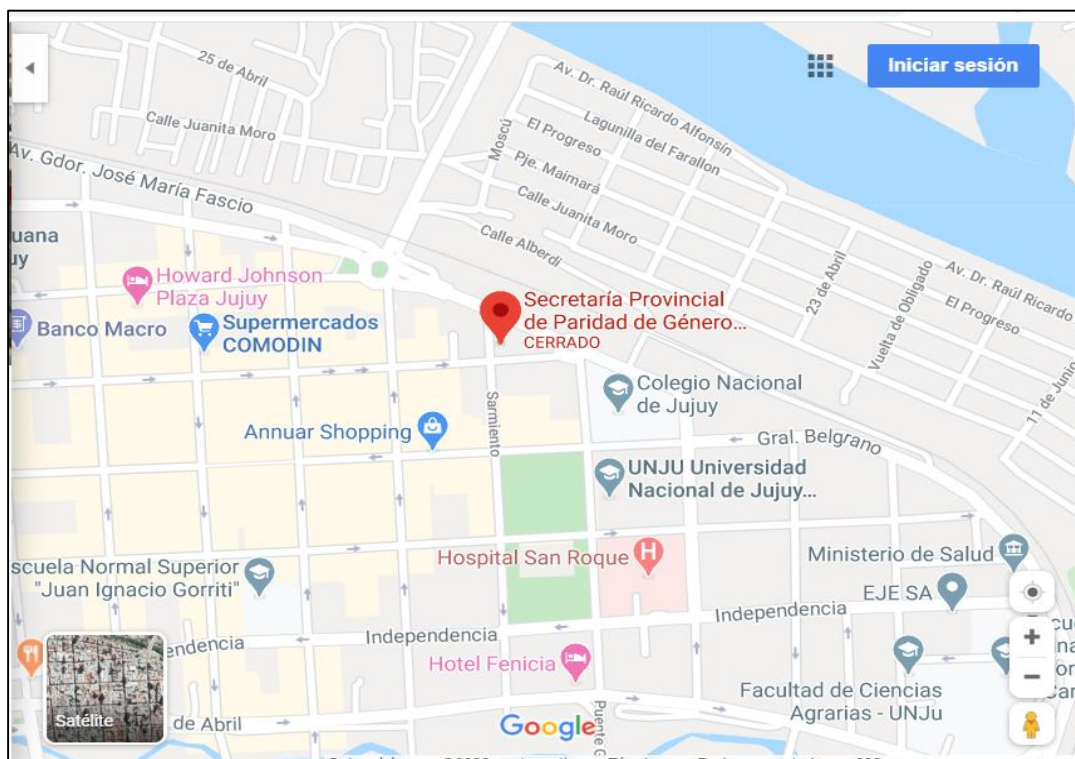 25 de Abril
Iniciar sesión
Av. Dr. Raúl Ricardo Alfonsín
Calle Juanita Moro
Moscú
El Progreso
Lagunilla del Farallon
Av. Gdor. José María Fascio
Pje. Maimará
Calle Juanita Moro
Calle Alberdi
Howard Johnson
Plaza Jujuy
Banco Macro
Supermercados
COMODIN
Secretaría Provincial
de Paridad de Género...
CERRADO
23 de Abril
Vuelta de Obligado
Av. Dr. Raúl Ricardo
El Progreso
11 de Junio
Colegio Nacional
de Jujuy
Sarmiento
Annuar Shopping
Gral. Belgrano
UNJU Universidad
Nacional de Jujuy...
Hospital San Roque
H
Ministerio de Salud
scuela Normal Superior
"Juan Ignacio Gorriti"
EJE SA
Independencia
Independencia
endencia
Hotel Fenicia
Facultad de Ciencias
Agrarias - UNJu
Satélite
de Abril
Google
Puente G